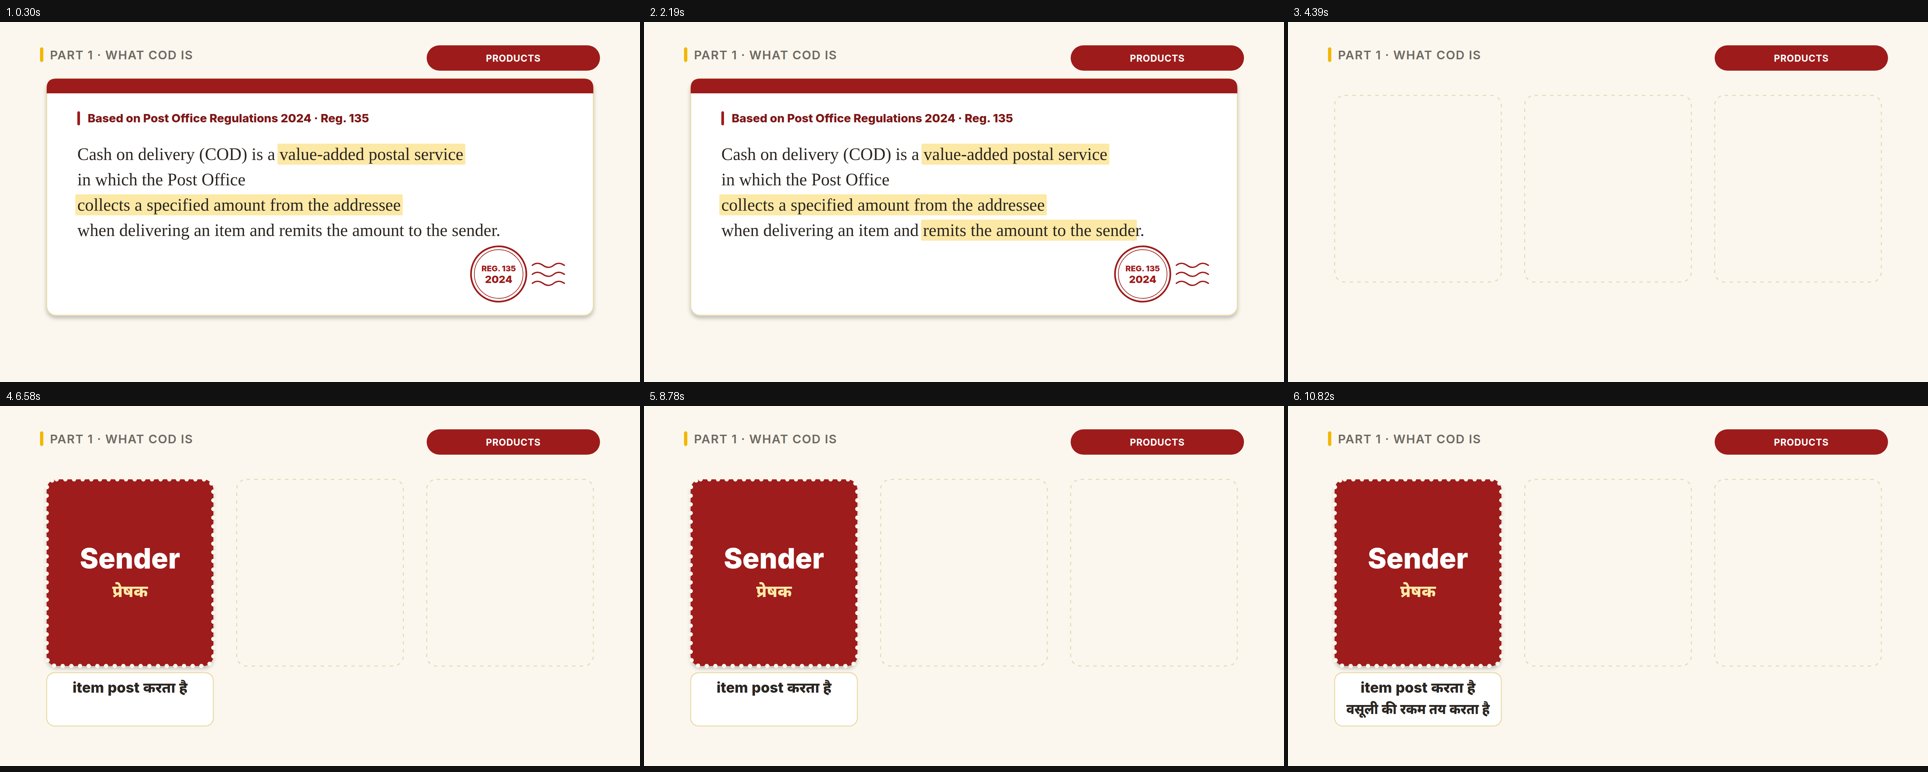 1. 0.30s
PART 1 · WHAT COD IS
PRODUCTS
Based on Post Office Regulations 2024 · Reg. 135
Cash on delivery (COD) is a value-added postal service
in which the Post Office
collects a specified amount from the addressee
when delivering an item and remits the amount to the sender.
REG. 135
2024
2. 2.19s
PART 1 · WHAT COD IS
PRODUCTS
Based on Post Office Regulations 2024 · Reg. 135
Cash on delivery (COD) is a value-added postal service
in which the Post Office
collects a specified amount from the addressee
when delivering an item and remits the amount to the sender.
REG. 135
2024
3. 4.39s
PART 1 · WHAT COD IS
PRODUCTS
4. 6.58s
PART 1 · WHAT COD IS
PRODUCTS
Sender
प्रेषक
item post करता है
5. 8.78s
PART 1 · WHAT COD IS
PRODUCTS
Sender
प्रेषक
item post करता है
6. 10.82s
PART 1 · WHAT COD IS
PRODUCTS
Sender
प्रेषक
item post करता है
वसूली की रकम तय करता है